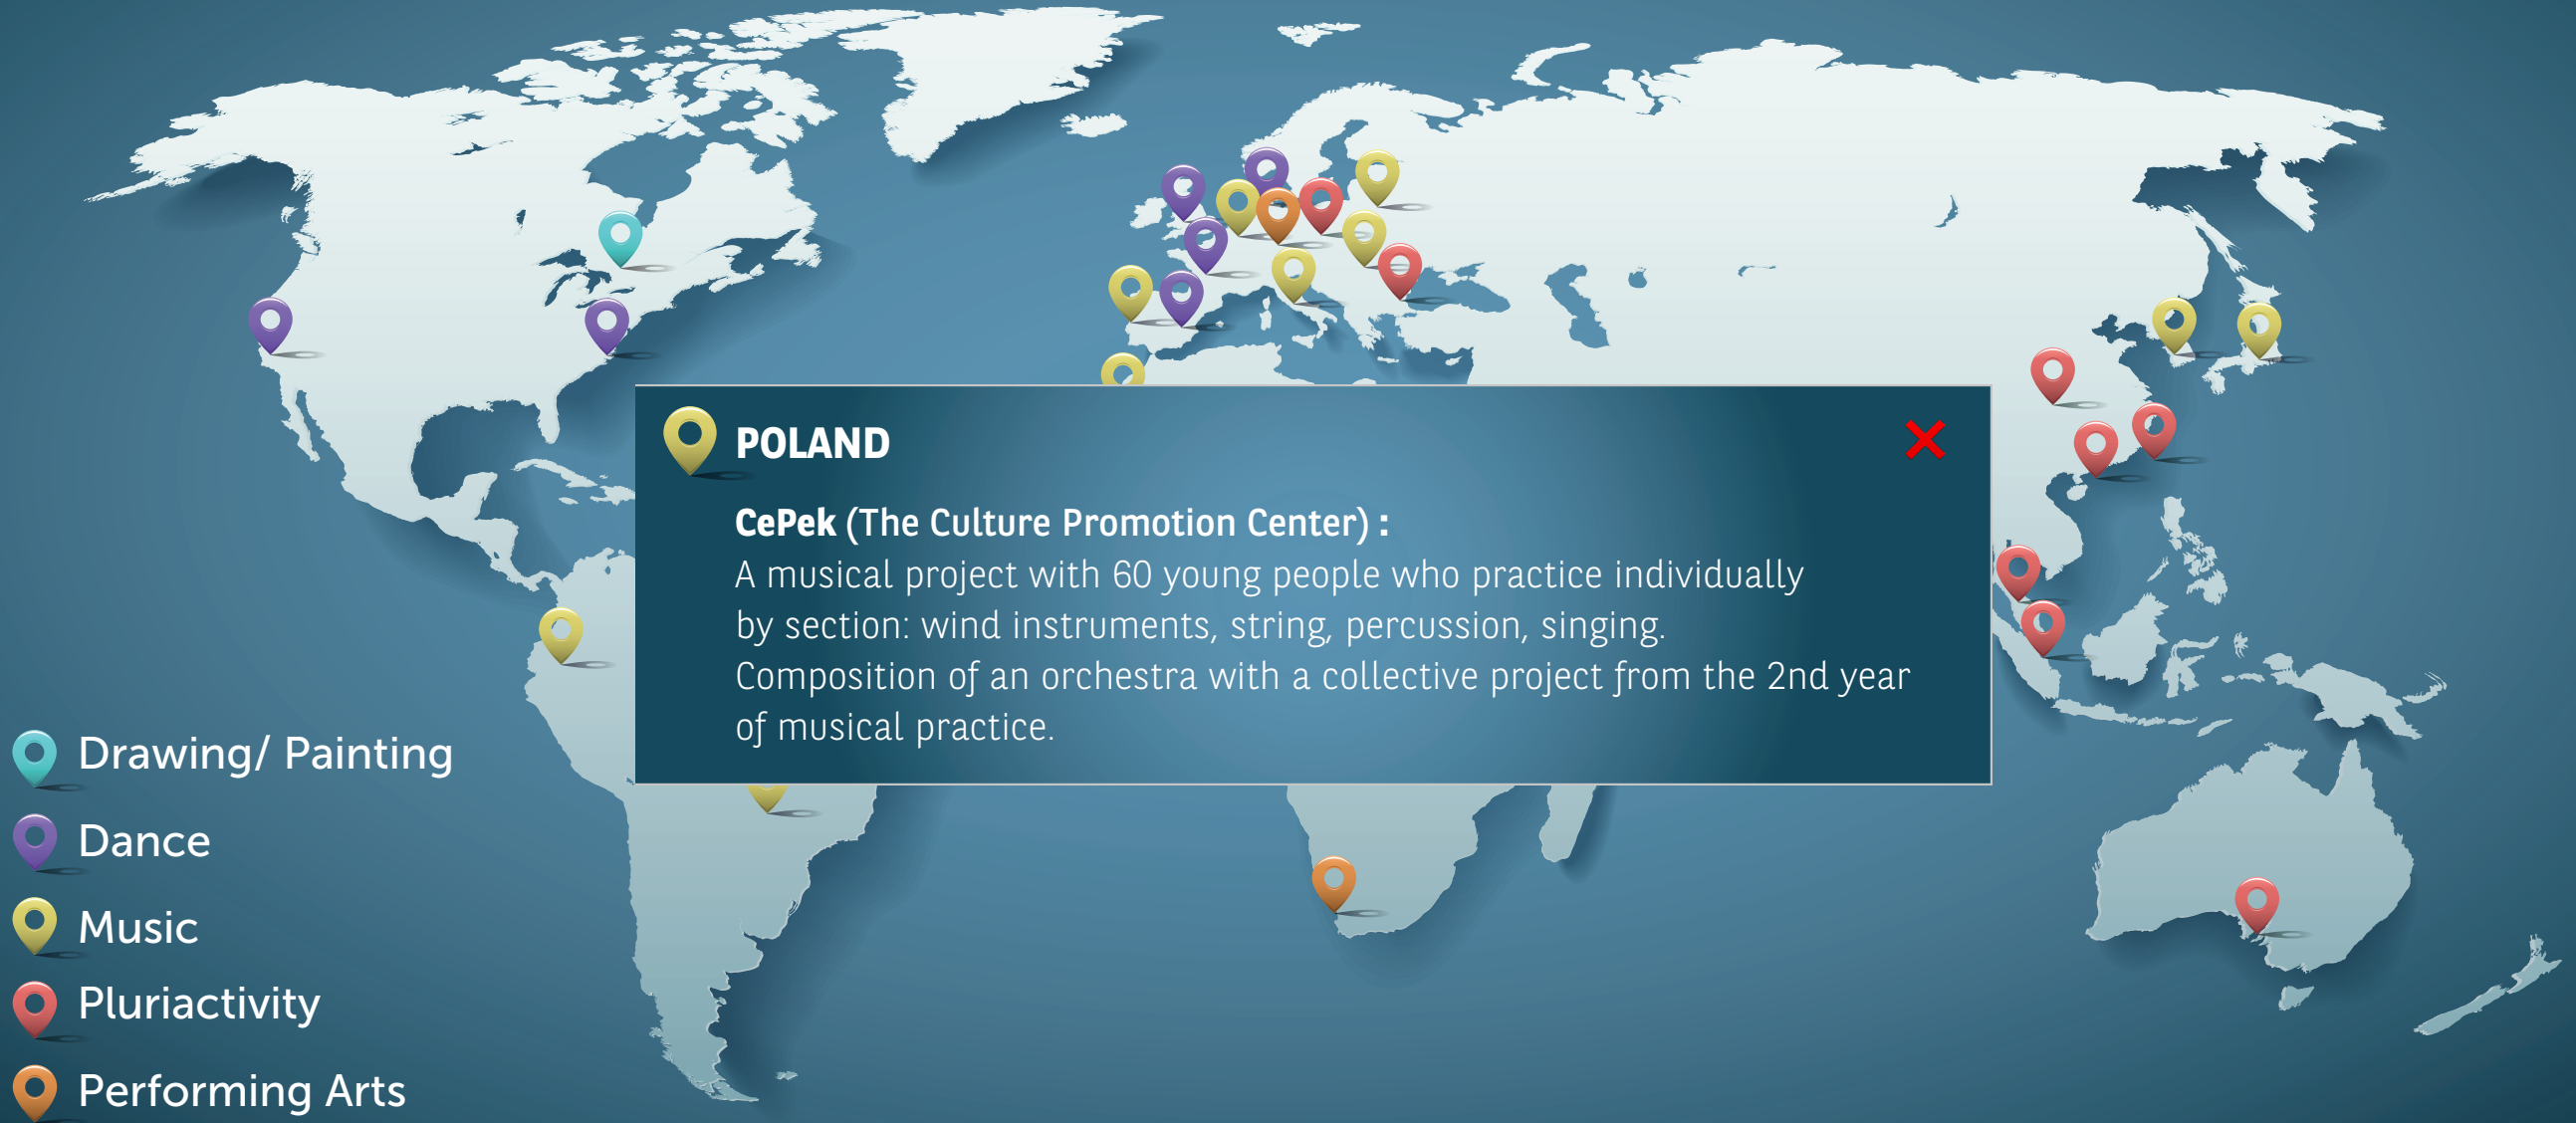 POLAND
CePek (The Culture Promotion Center) :
A musical project with 60 young people who practice individually
by section: wind instruments, string, percussion, singing.
Composition of an orchestra with a collective project from the 2nd year
of musical practice.
Drawing/ Painting
Dance
Music
Pluriactivity
Performing Arts